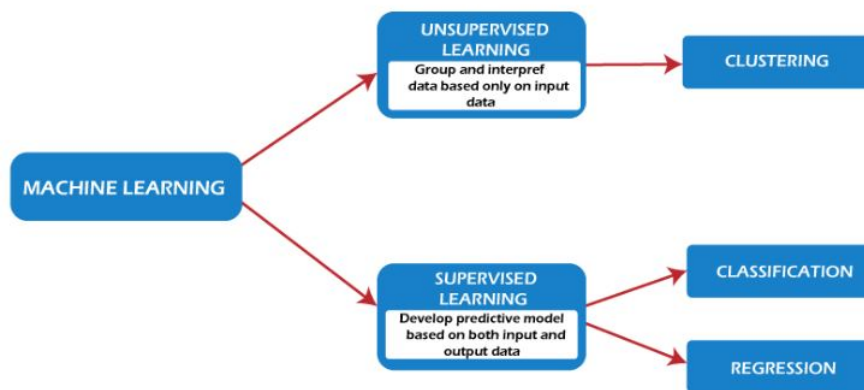 UNSUPERVISED
LEARNING
Group and interpref
data based only on input
data
CLUSTERING
MACHINE LEARNING
SUPERVISED
LEARNING
Develop predictive model
based on both input and
output data
CLASSIFICATION
REGRESSION